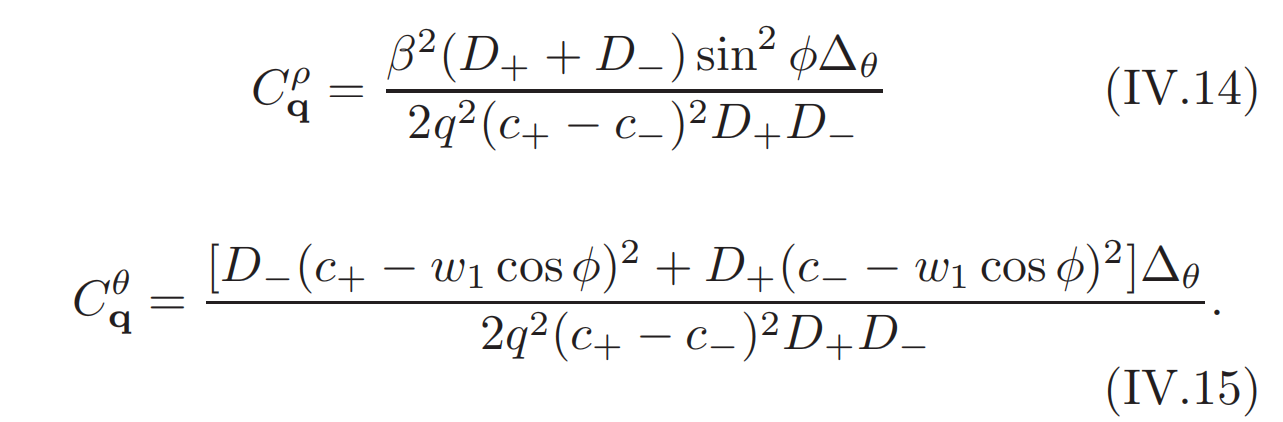 $C_{\mathbf{q}}^{\rho} = \frac{\beta^2 (D_+ + D_-) \sin^2 \phi \Delta_\theta}{2q^2 (c_+ - c_-)^2 D_+ D_-}$ (IV.14)
$C_{\mathbf{q}}^{\theta} = \frac{[D_-(c_+ - w_1 \cos \phi)^2 + D_+(c_- - w_1 \cos \phi)^2] \Delta_\theta}{2q^2 (c_+ - c_-)^2 D_+ D_-}.$
(IV.15)